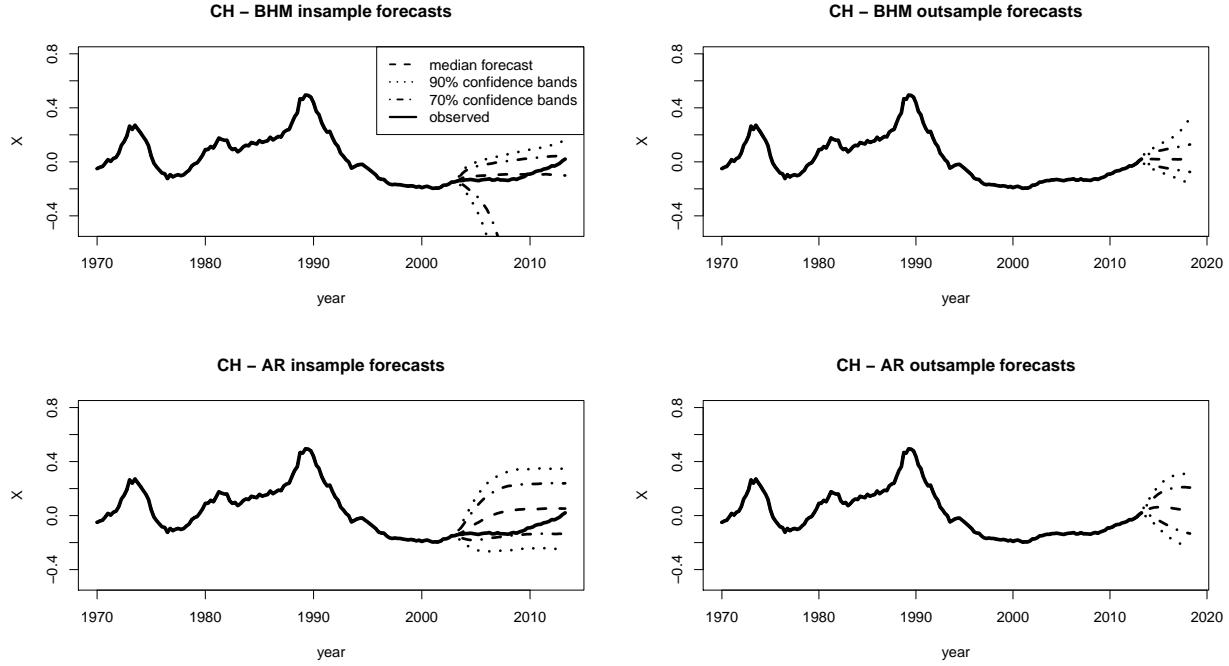 CH − BHM insample forecasts
X
0.8
0.4
0.0
−0.4
median forecast
90% confidence bands
70% confidence bands
observed
1970 1980 1990 2000 2010
year
CH − BHM outsample forecasts
X
0.8
0.4
0.0
−0.4
1970 1980 1990 2000 2010 2020
year
CH − AR insample forecasts
X
0.8
0.4
0.0
−0.4
1970 1980 1990 2000 2010
year
CH − AR outsample forecasts
X
0.8
0.4
0.0
−0.4
1970 1980 1990 2000 2010 2020
year